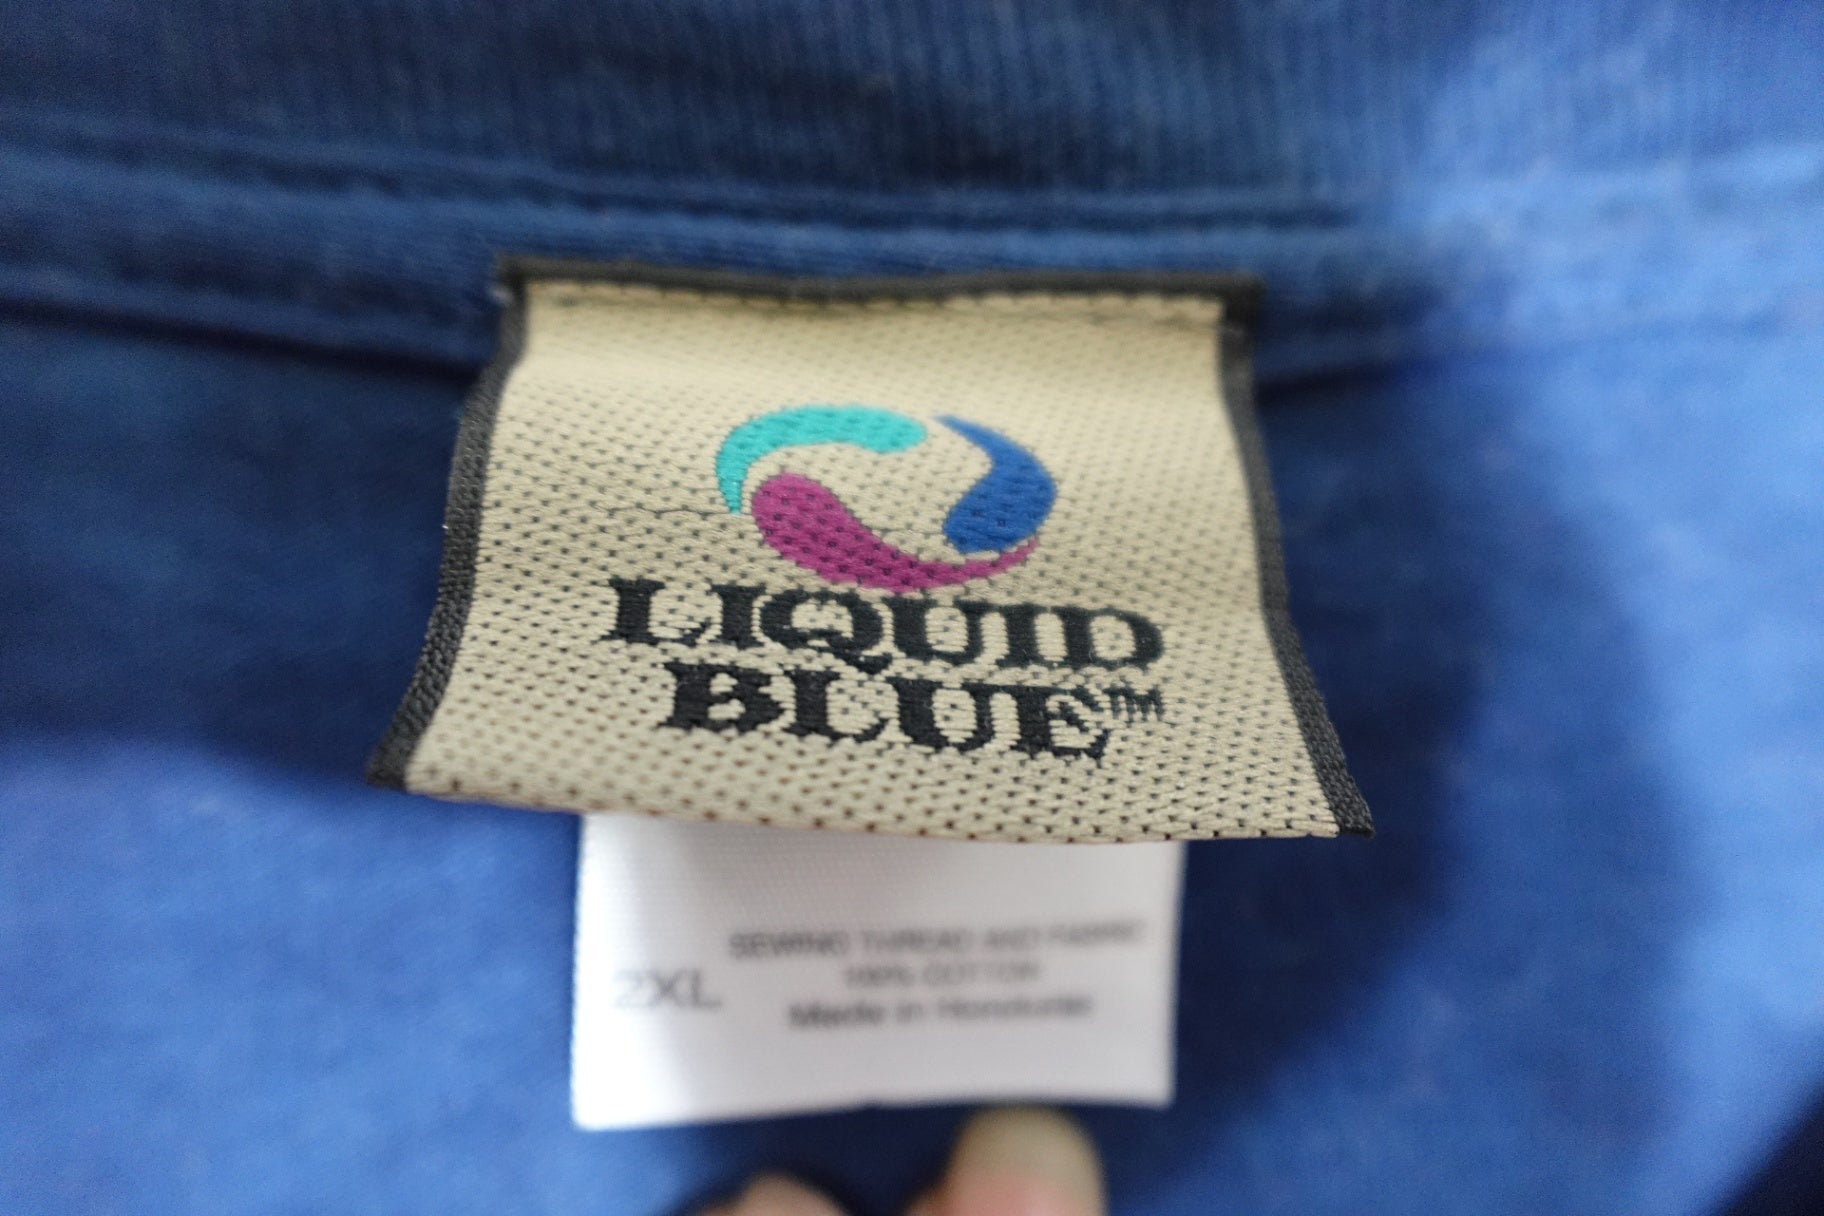 LIQUID
BLUE™
2XL
SEWING THREAD AND FABRIC
100% COTTON
Made in Honduras